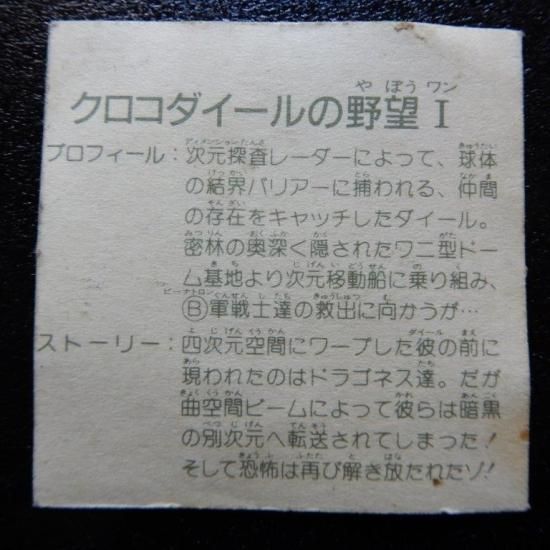 クロコダイールの野望Ⅰ
プロフィール：次元探査レーダーによって、球体
の結界バリアーに捕われる、仲間
の存在をキャッチしたダイール。
密林の奥深く隠されたワニ型ドー
ム基地より次元移動船に乗り組み、
Ⓑ軍戦士達の救出に向かうが…
ストーリー：四次元空間にワープした彼の前に
現われたのはドラゴネス達。だが
曲空間ビームによって彼らは暗黒
の別次元へ転送されてしまった！
そして恐怖は再び解き放たれたゾ！